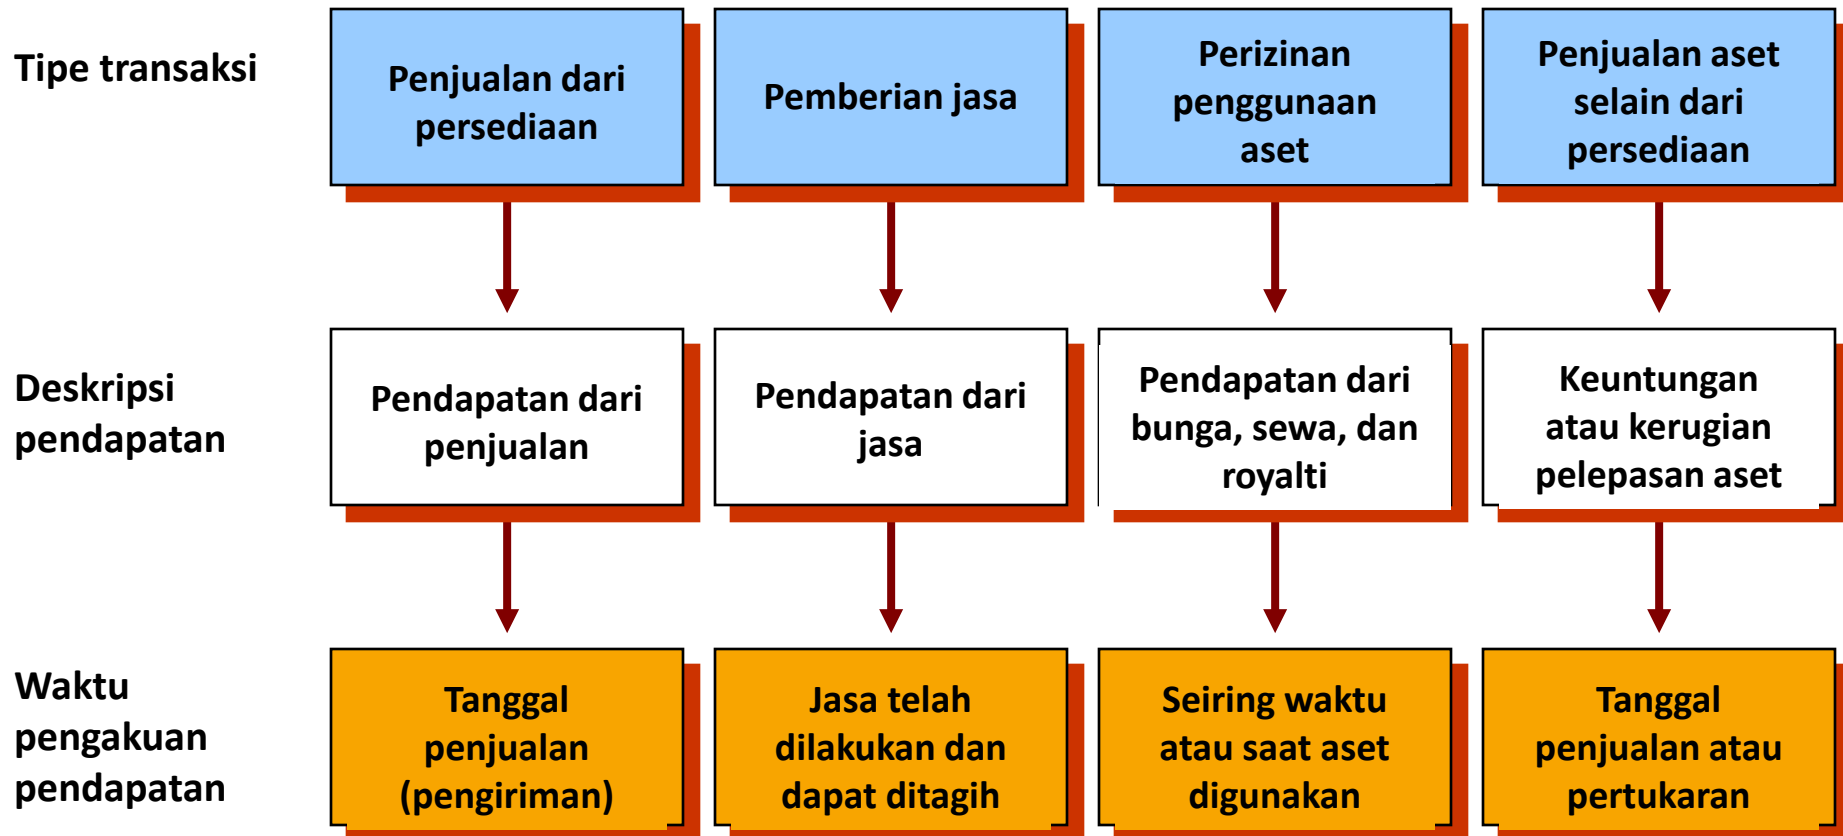 Tipe transaksi
Penjualan dari
persediaan
Pemberian jasa
Perizinan
penggunaan
aset
Penjualan aset
selain dari
persediaan
Deskripsi
pendapatan
Pendapatan dari
penjualan
Pendapatan dari
jasa
Pendapatan dari
bunga, sewa, dan
royalti
Keuntungan
atau kerugian
pelepasan aset
Waktu
pengakuan
pendapatan
Tanggal
penjualan
(pengiriman)
Jasa telah
dilakukan dan
dapat ditagih
Seiring waktu
atau saat aset
digunakan
Tanggal
penjualan atau
pertukaran